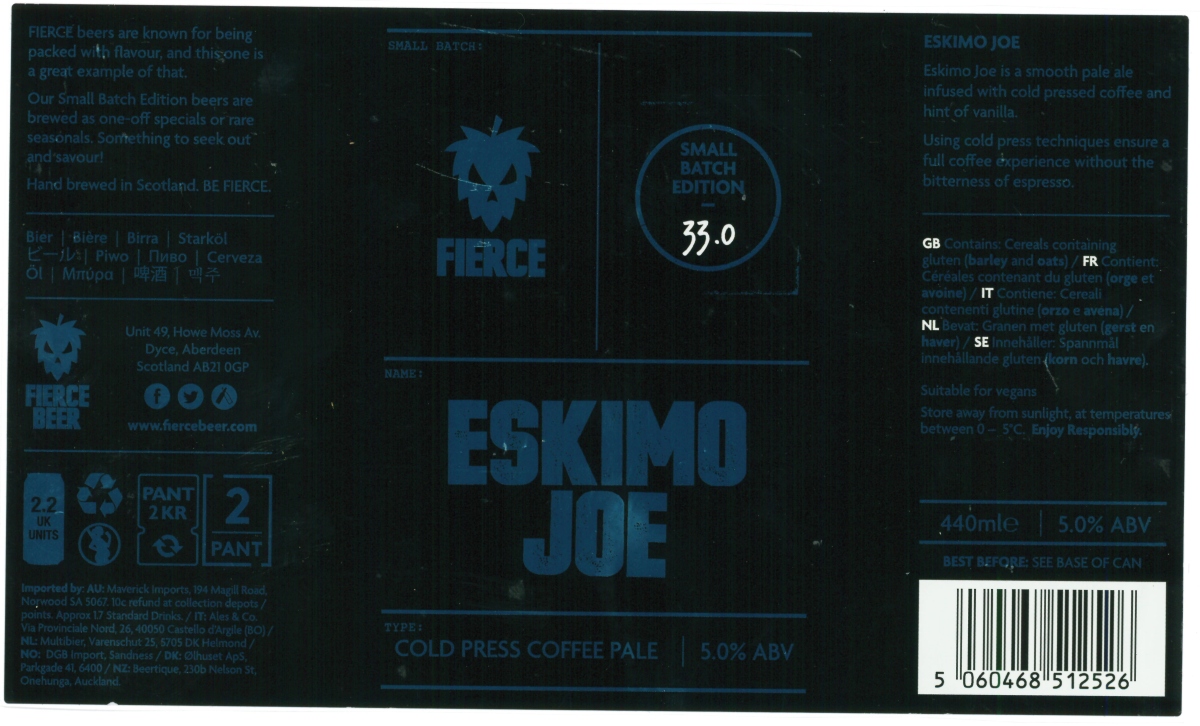 FIERCE beers are known for being
packed with flavour, and this one is
a great example of that.
Our Small Batch Edition beers are
brewed as one-off specials or rare
seasonals. Something to seek out
and savour!
Hand brewed in Scotland. BE FIERCE.
Bier | Bière | Birra | Starköl
ビール | Piwo | Пиво | Cerveza
Öl | Μπύρα | 啤酒 | 맥주
FIERCE
BEER
Unit 49, Howe Moss Av.
Dyce, Aberdeen
Scotland AB21 0GP
www.fiercebeer.com
2.2
UK
UNITS
PANT
2 KR
2
PANT
Imported by: AU: Maverick Imports, 194 Magill Road,
Norwood SA 5067. 10c refund at collection depots /
points. Approx 1.7 Standard Drinks. / IT: Ales & Co.
Via Provinciale Nord, 26, 40050 Castello d'Argile (BO) /
NL: Multibier, Varenschut 25, 5705 DK Helmond /
NO: DGB Import, Sandness / DK: Ølhuset ApS,
Parkgade 41, 6400 / NZ: Beertique, 230b Nelson St,
Onehunga, Auckland.
SMALL BATCH:
FIERCE
SMALL
BATCH
EDITION
33.0
NAME:
ESKIMO
JOE
TYPE:
COLD PRESS COFFEE PALE | 5.0% ABV
ESKIMO JOE
Eskimo Joe is a smooth pale ale
infused with cold pressed coffee and
hint of vanilla.
Using cold press techniques ensure a
full coffee experience without the
bitterness of espresso.
GB Contains: Cereals containing
gluten (barley and oats) / FR Contient:
Céréales contenant du gluten (orge et
avoine) / IT Contiene: Cereali
contenenti glutine (orzo e avena) /
NL Bevat: Granen met gluten (gerst en
haver) / SE Innehåller: Spannmål
innehållande gluten (korn och havre).
Suitable for vegans
Store away from sunlight, at temperatures
between 0 – 5°C. Enjoy Responsibly.
440ml℮ | 5.0% ABV
BEST BEFORE: SEE BASE OF CAN
5 060468 512526